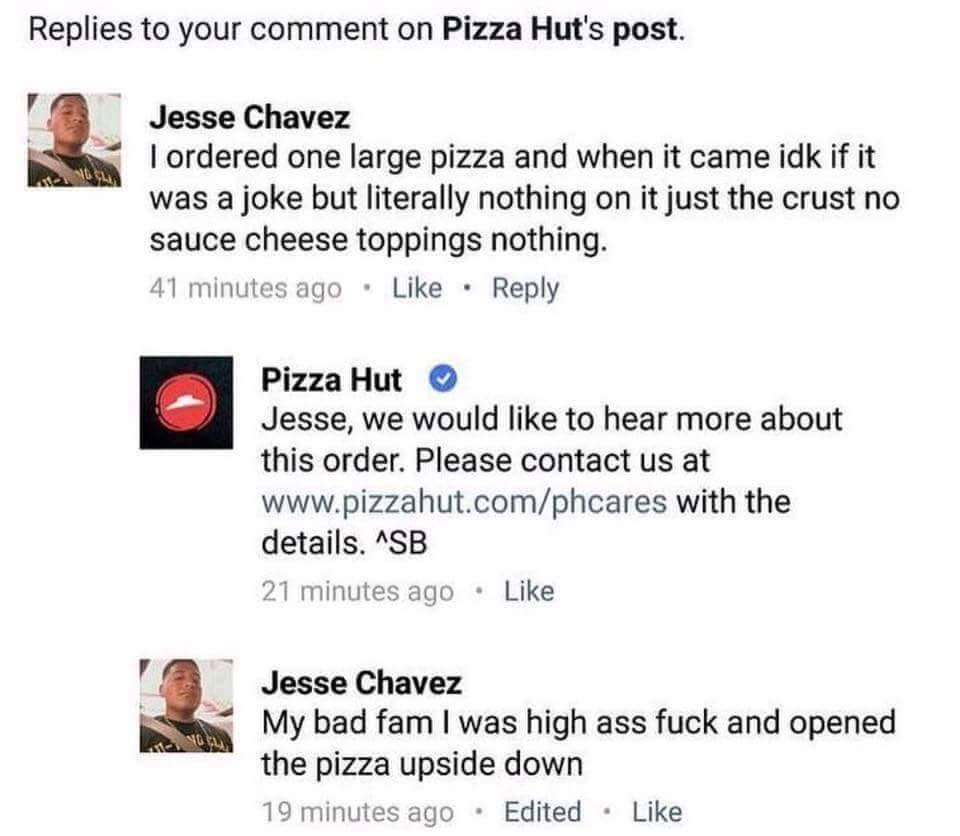 Replies to your comment on Pizza Hut's post.
Jesse Chavez
I ordered one large pizza and when it came idk if it
was a joke but literally nothing on it just the crust no
sauce cheese toppings nothing.
41 minutes ago • Like • Reply
Pizza Hut
Jesse, we would like to hear more about
this order. Please contact us at
www.pizzahut.com/phcares with the
details. ^SB
21 minutes ago • Like
Jesse Chavez
My bad fam I was high ass fuck and opened
the pizza upside down
19 minutes ago • Edited • Like